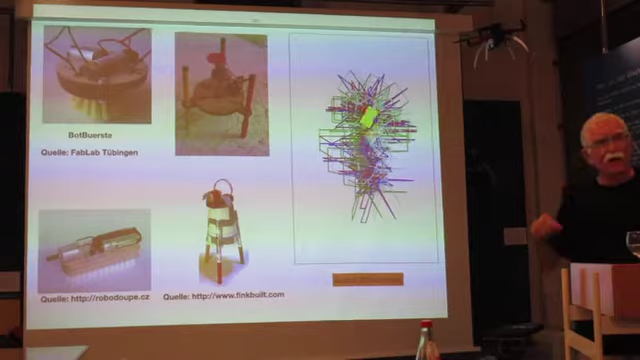 BotBuerste
Quelle: FabLab Tübingen
Quelle: http://robodoupe.cz
Quelle: http://www.finkbuilt.com